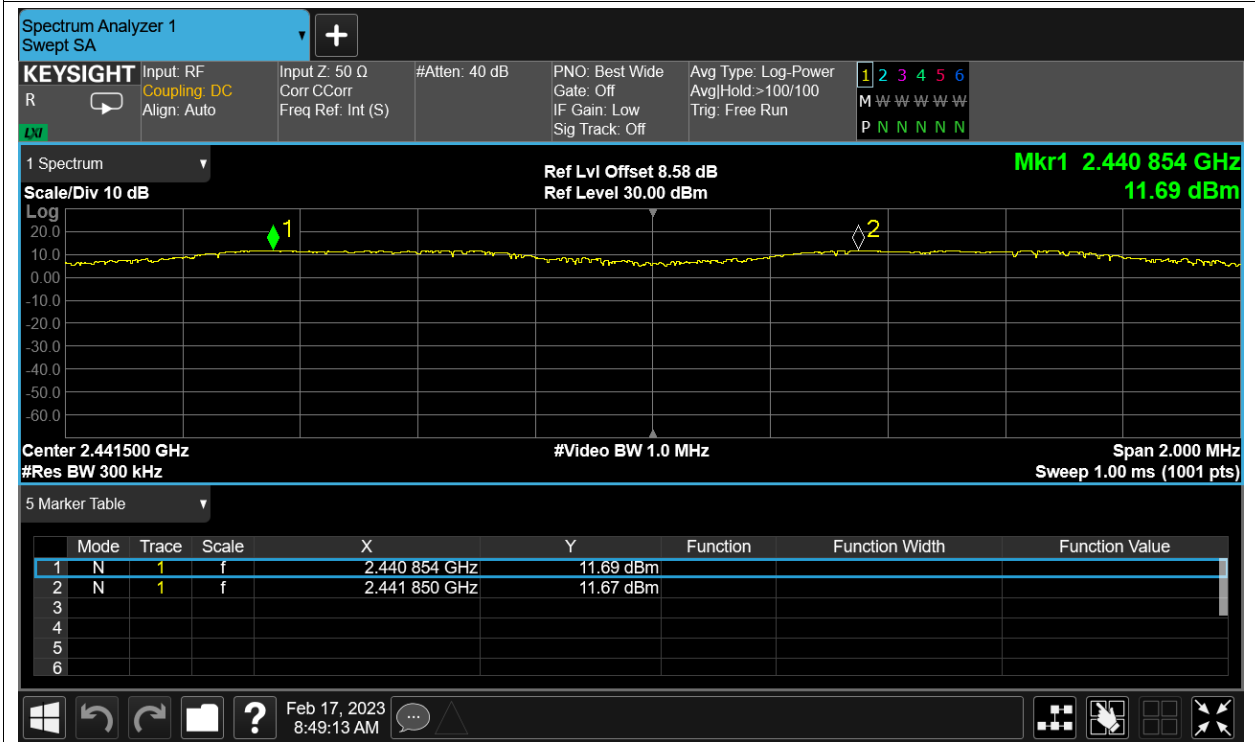 Spectrum Analyzer 1
Swept SA
+
KEYSIGHT Input: RF Input Z: 50 Ω #Atten: 40 dB PNO: Best Wide Avg Type: Log-Power 1 2 3 4 5 6
R Coupling: DC Corr CCorr Gate: Off Avg|Hold:>100/100 M W W W W W
Align: Auto Freq Ref: Int (S) IF Gain: Low Trig: Free Run
LXI Sig Track: Off P N N N N N
1 Spectrum Ref Lvl Offset 8.58 dB Mkr1 2.440 854 GHz
Scale/Div 10 dB Ref Level 30.00 dBm 11.69 dBm
Log
20.0
1 2
10.0
0.00
-10.0
-20.0
-30.0
-40.0
-50.0
-60.0
Center 2.441500 GHz #Video BW 1.0 MHz Span 2.000 MHz
#Res BW 300 kHz Sweep 1.00 ms (1001 pts)
5 Marker Table
Mode Trace Scale X Y Function Function Width Function Value
1 N 1 f 2.440 854 GHz 11.69 dBm
2 N 1 f 2.441 850 GHz 11.67 dBm
3
4
5
6
? Feb 17, 2023
8:49:13 AM